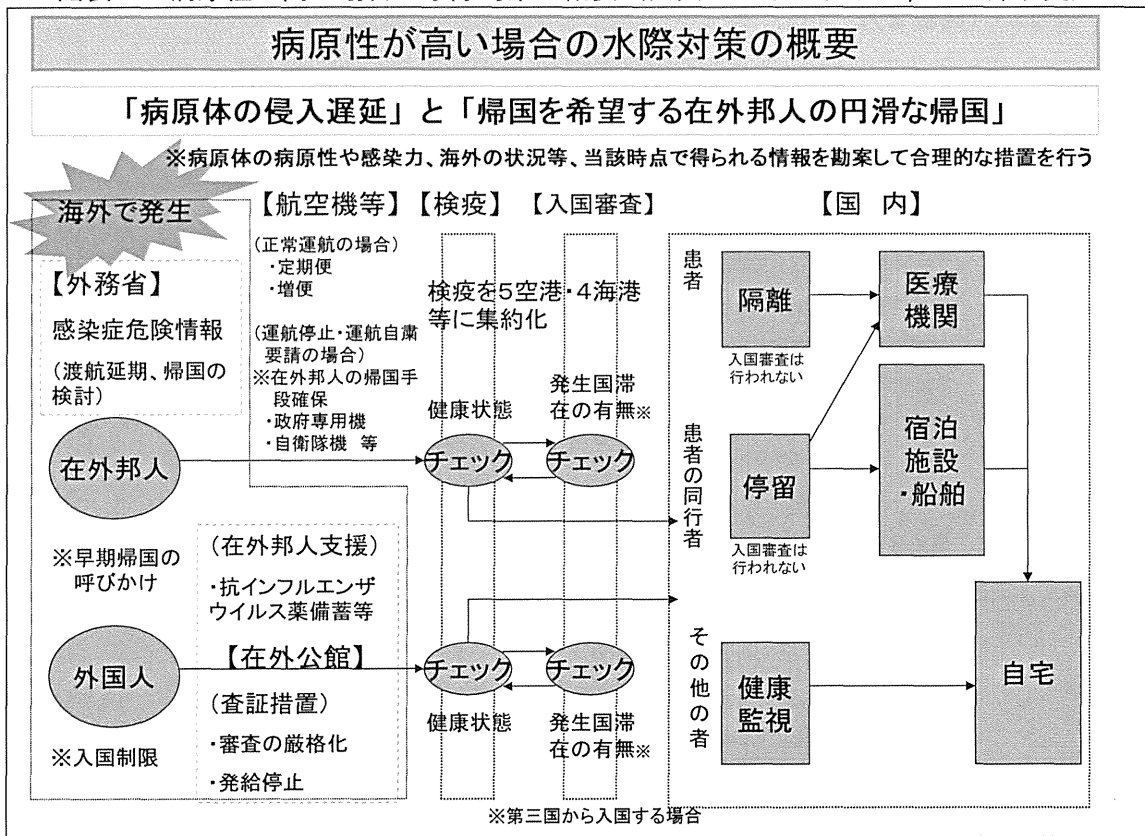 病原性が高い場合の水際対策の概要
「病原体の侵入遅延」と「帰国を希望する在外邦人の円滑な帰国」
※病原体の病原性や感染力、海外の状況等、当該時点で得られる情報を勘案して合理的な措置を行う
海外で発生
【外務省】
感染症危険情報
(渡航延期、帰国の
検討)
在外邦人
※早期帰国の
呼びかけ
外国人
※入国制限
(在外邦人支援)
・抗インフルエンザ
ウイルス薬備蓄等
【在外公館】
(査証措置)
・審査の厳格化
・発給停止
【航空機等】
(正常運航の場合)
・定期便
・増便
(運航停止・運航自粛
要請の場合)
※在外邦人の帰国手
段確保
・政府専用機
・自衛隊機 等
【検疫】
【入国審査】
検疫を5空港・4海港
等に集約化
健康状態
チェック
発生国滞
在の有無※
チェック
チェック
健康状態
チェック
発生国滞
在の有無※
※第三国から入国する場合
【国 内】
患者
隔離
入国審査は
行われない
医療
機関
患者の同行者
停留
入国審査は
行われない
宿泊
施設
・船舶
その他の者
健康
監視
自宅